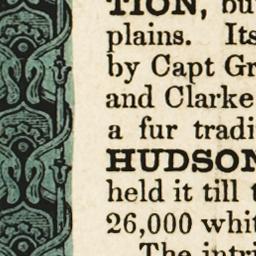 TION, bu
plains. Its
by Capt Gr
and Clarke
a fur tradi
HUDSON
held it till t
26,000 whit
The intri